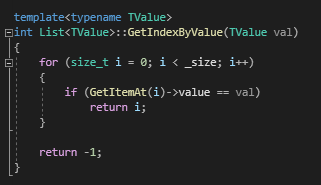 template<typename TValue>
int List<TValue>::GetIndexByValue(TValue val)
{
    for (size_t i = 0; i < _size; i++)
    {
        if (GetItemAt(i)->value == val)
            return i;
    }

    return -1;
}